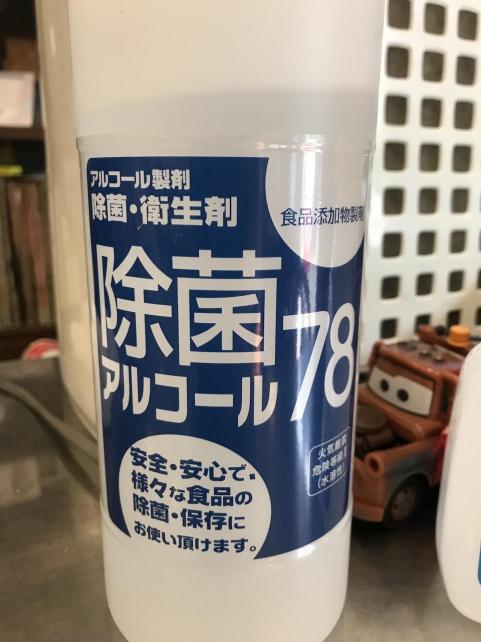 アルコール製剤
除菌・衛生剤
食品添加物製剤
除菌
アルコール78
火気厳禁
危険等級Ⅱ
(水溶性)
安全・安心で、
様々な食品の
除菌・保存に
お使い頂けます。